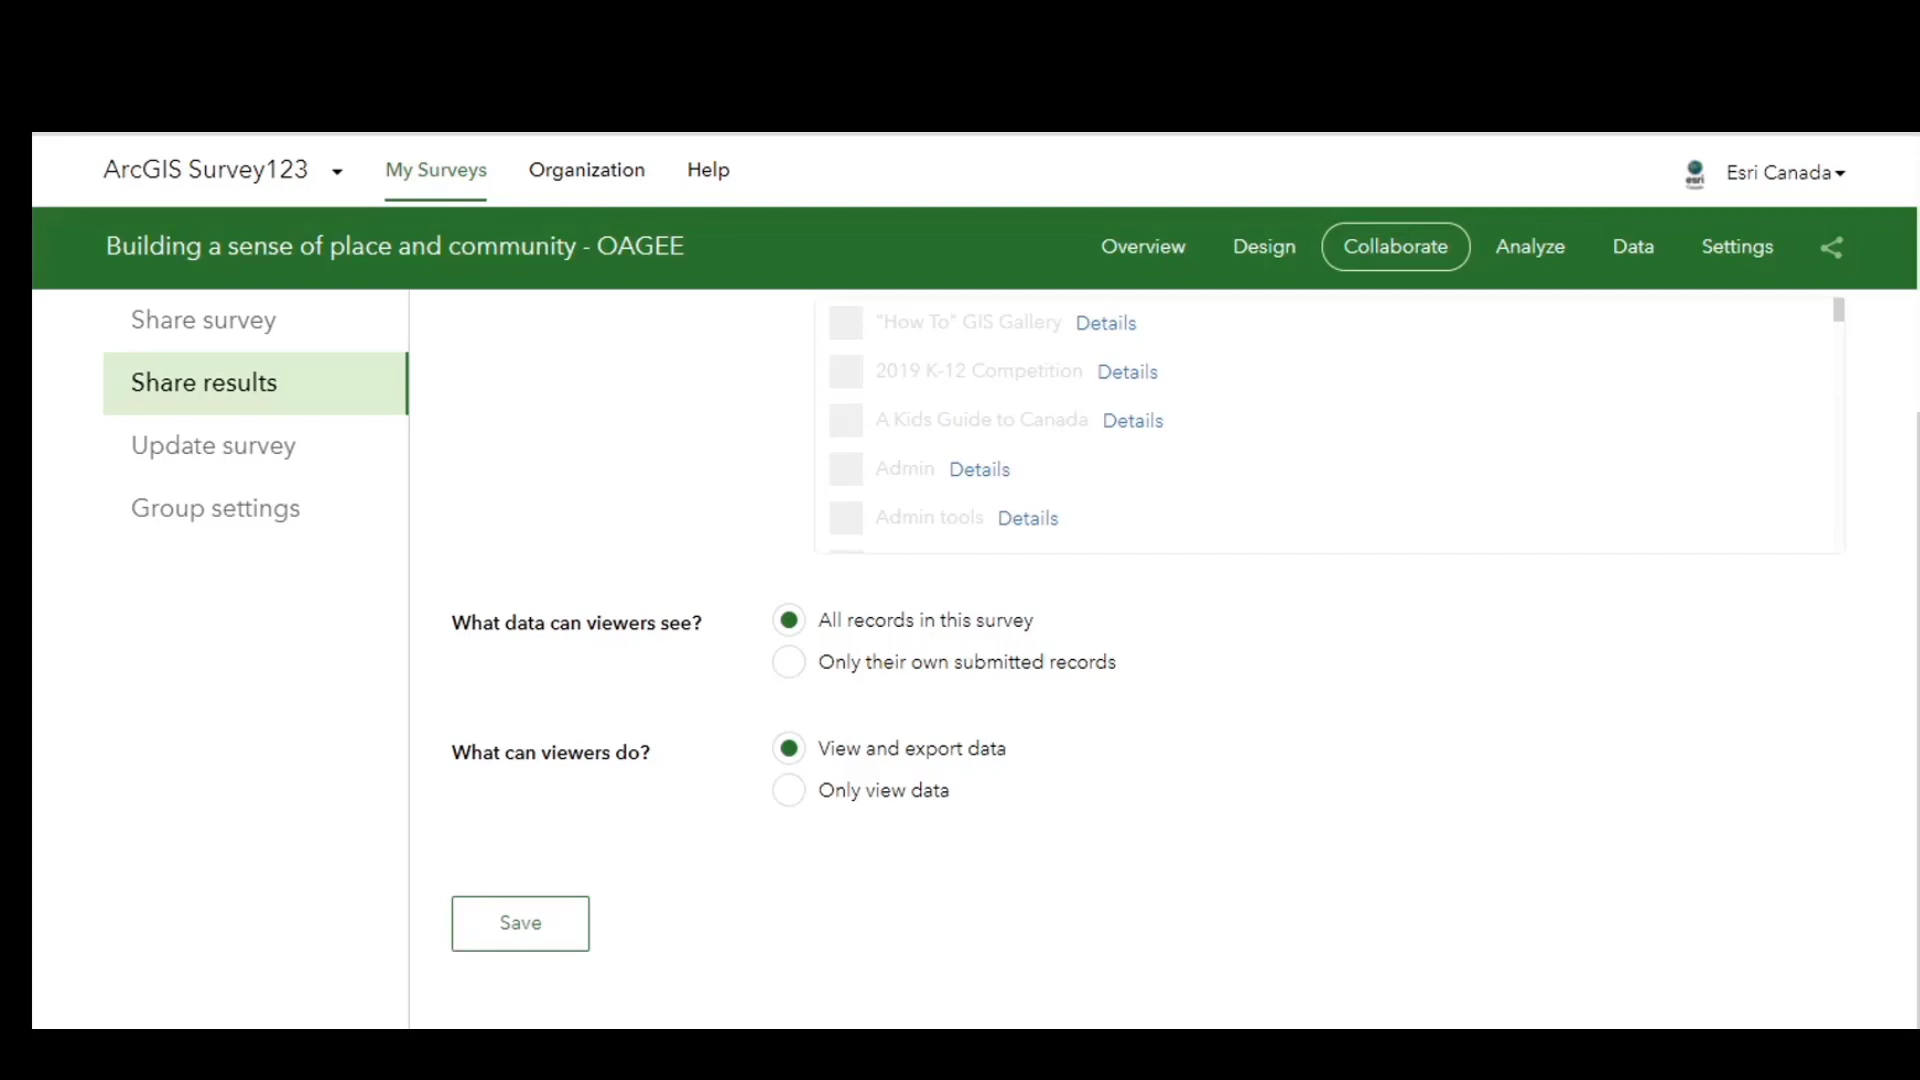 ArcGIS Survey123 My Surveys Organization Help Esri Canada
esri
Building a sense of place and community - OAGEE Overview Design Collaborate Analyze Data Settings
Share survey
Share results
Update survey
Group settings
"How To" GIS Gallery Details
2019 K-12 Competition Details
A Kids Guide to Canada Details
Admin Details
Admin tools Details
What data can viewers see?
All records in this survey
Only their own submitted records
What can viewers do?
View and export data
Only view data
Save